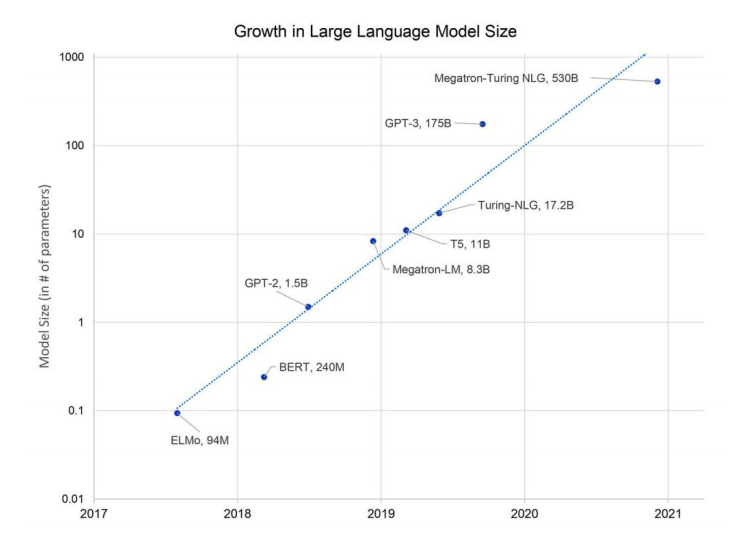 Growth in Large Language Model Size
Model Size (in # of parameters)
1000
100
10
1
0.1
0.01
Megatron-Turing NLG, 530B
GPT-3, 175B
Turing-NLG, 17.2B
T5, 11B
Megatron-LM, 8.3B
GPT-2, 1.5B
BERT, 240M
ELMo, 94M
2017
2018
2019
2020
2021